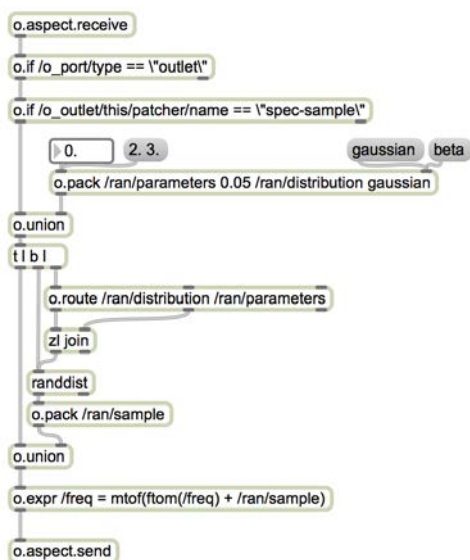 o.aspect.receive
o.if /o_port/type == \"outlet\"
o.if /o_outlet/this/patcher/name == \"spec-sample\"
0. 2. 3. gaussian beta
o.pack /ran/parameters 0.05 /ran/distribution gaussian
o.union
t l b l
o.route /ran/distribution /ran/parameters
zl join
randdist
o.pack /ran/sample
o.union
o.expr /freq = mtof(ftom(/freq) + /ran/sample)
o.aspect.send